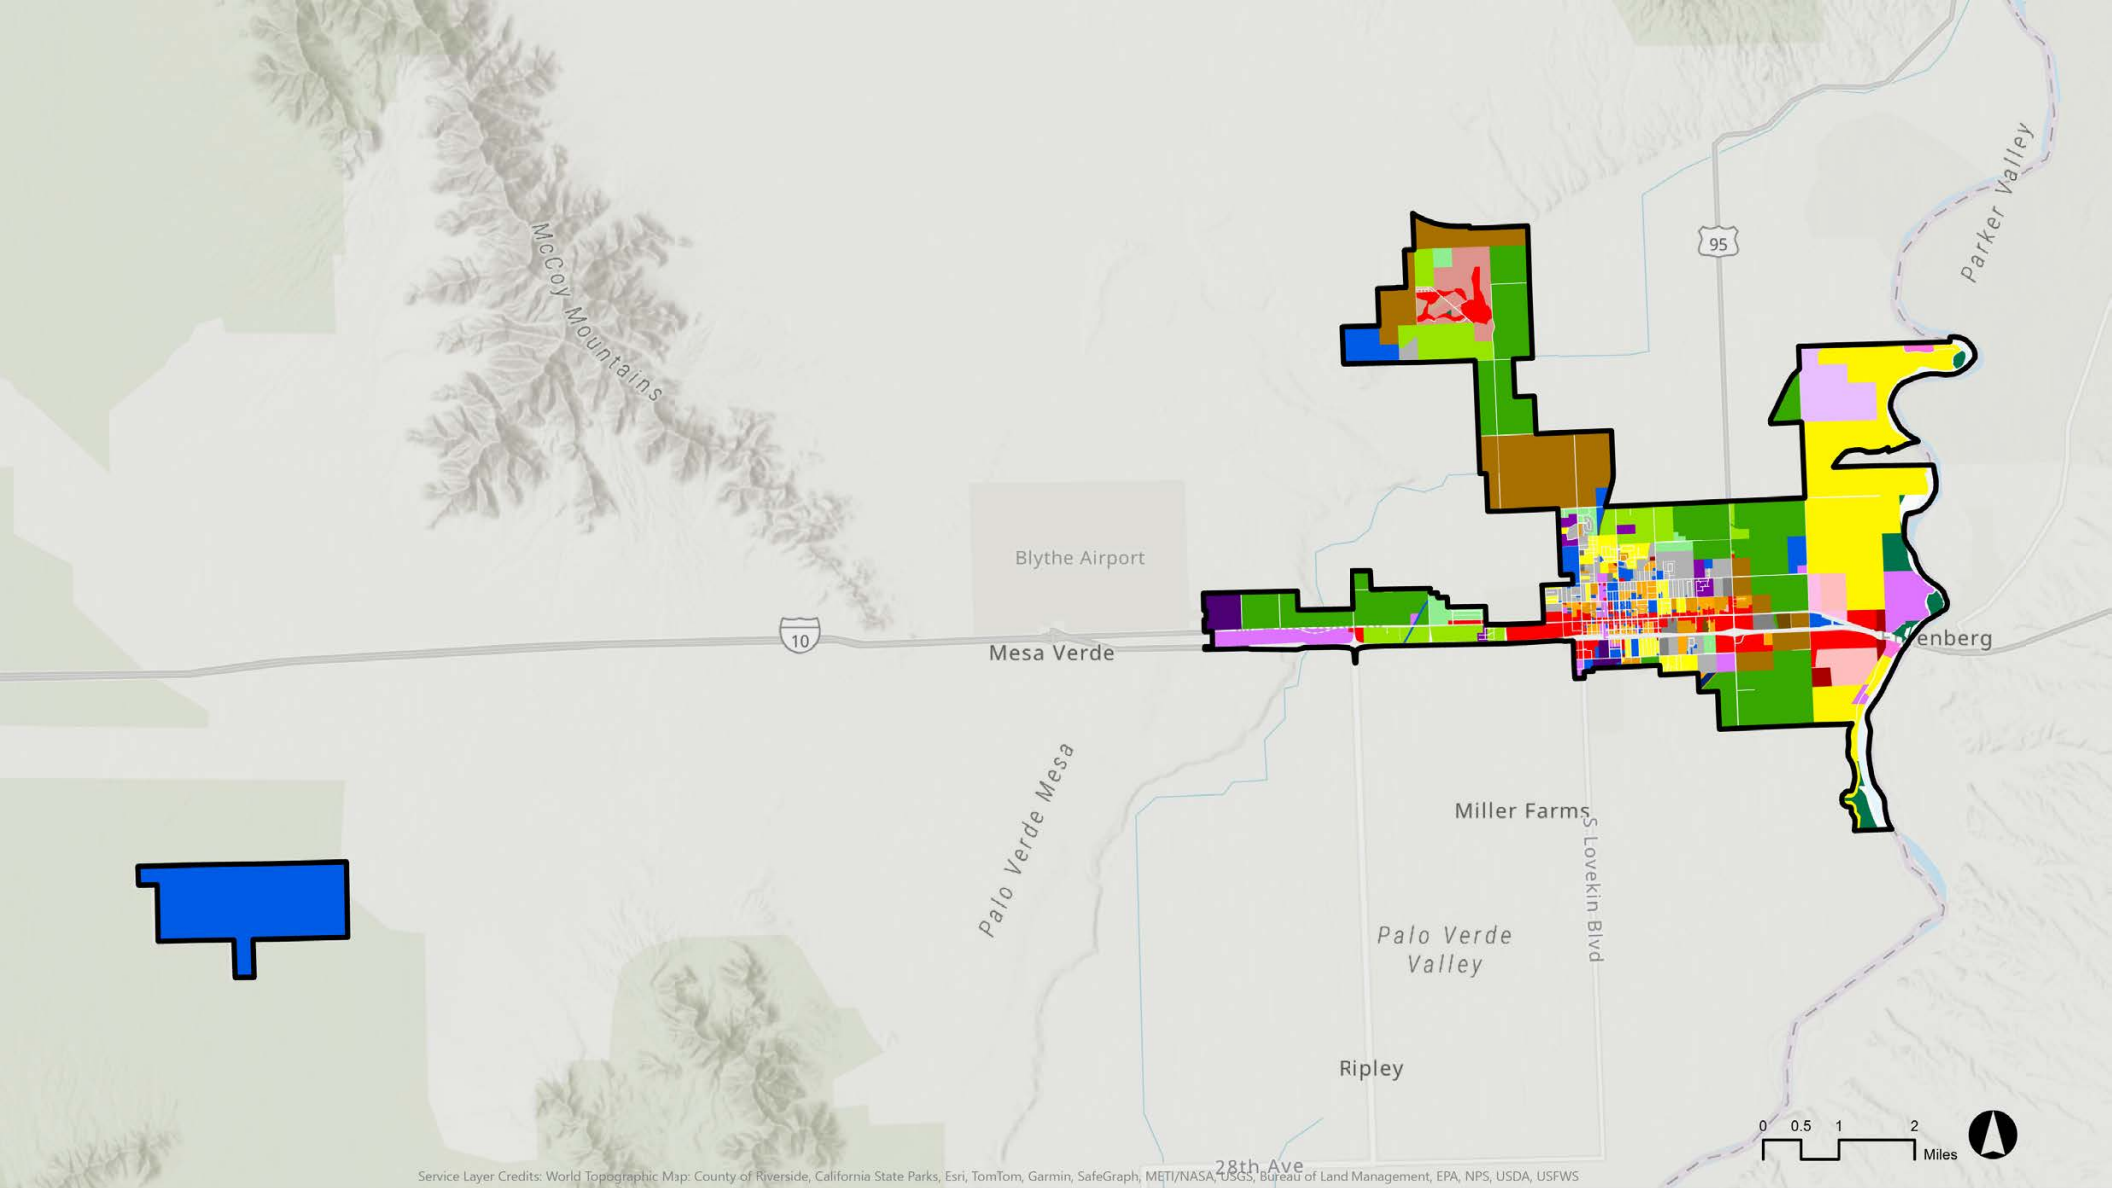 Parker Valley
95
McCoy Mountains
Blythe Airport
10
Mesa Verde
enberg
Palo Verde Mesa
Miller Farms
S Lovekin Blvd
Palo Verde
Valley
Ripley
0 0.5 1 2
Miles
28th Ave
Service Layer Credits: World Topographic Map: County of Riverside, California State Parks, Esri, TomTom, Garmin, SafeGraph, METI/NASA, USGS, Bureau of Land Management, EPA, NPS, USDA, USFWS